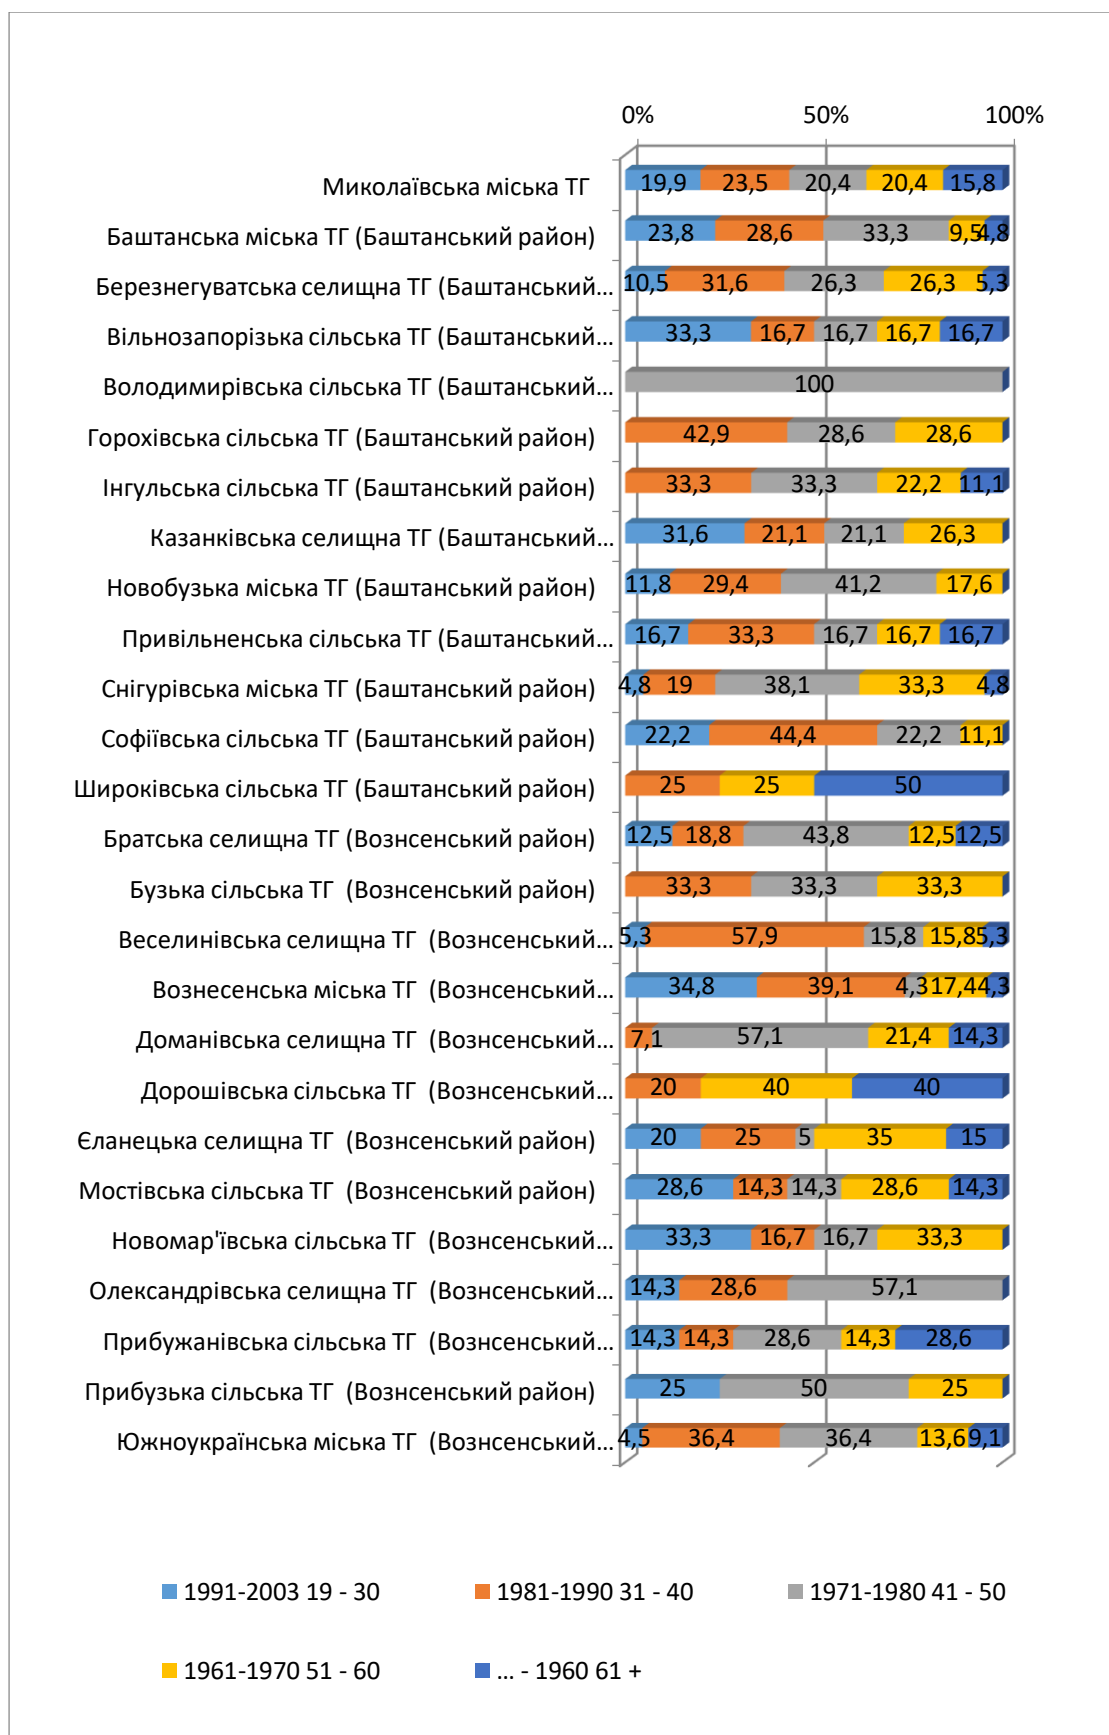 0% 50% 100%
Миколаївська міська ТГ 19,9 23,5 20,4 20,4 15,8
Баштанська міська ТГ (Баштанський район) 23,8 28,6 33,3 9,5 4,8
Березнегуватська селищна ТГ (Баштанський... 10,5 31,6 26,3 26,3 5,3
Вільнозапорізька сільська ТГ (Баштанський... 33,3 16,7 16,7 16,7 16,7
Володимирівська сільська ТГ (Баштанський... 100
Горохівська сільська ТГ (Баштанський район) 42,9 28,6 28,6
Інгульська сільська ТГ (Баштанський район) 33,3 33,3 22,2 11,1
Казанківська селищна ТГ (Баштанський... 31,6 21,1 21,1 26,3
Новобузька міська ТГ (Баштанський район) 11,8 29,4 41,2 17,6
Привільненська сільська ТГ (Баштанський... 16,7 33,3 16,7 16,7 16,7
Снігурівська міська ТГ (Баштанський район) 4,8 19 38,1 33,3 4,8
Софіївська сільська ТГ (Баштанський район) 22,2 44,4 22,2 11,1
Широківська сільська ТГ (Баштанський район) 25 25 50
Братська селищна ТГ (Вознсенський район) 12,5 18,8 43,8 12,5 12,5
Бузька сільська ТГ (Вознсенський район) 33,3 33,3 33,3
Веселинівська селищна ТГ (Вознсенський... 5,3 57,9 15,8 15,8 5,3
Вознесенська міська ТГ (Вознсенський... 34,8 39,1 4,3 17,4 4,3
Доманівська селищна ТГ (Вознсенський... 7,1 57,1 21,4 14,3
Дорошівська сільська ТГ (Вознсенський... 20 40 40
Єланецька селищна ТГ (Вознсенський район) 20 25 5 35 15
Мостівська сільська ТГ (Вознсенський район) 28,6 14,3 14,3 28,6 14,3
Новомар'ївська сільська ТГ (Вознсенський... 33,3 16,7 16,7 33,3
Олександрівська селищна ТГ (Вознсенський... 14,3 28,6 57,1
Прибужанівська сільська ТГ (Вознсенський... 14,3 14,3 28,6 14,3 28,6
Прибузька сільська ТГ (Вознсенський район) 25 50 25
Южноукраїнська міська ТГ (Вознсенський... 4,5 36,4 36,4 13,6 9,1
1991-2003 19 - 30 1981-1990 31 - 40 1971-1980 41 - 50
1961-1970 51 - 60 ... - 1960 61 +